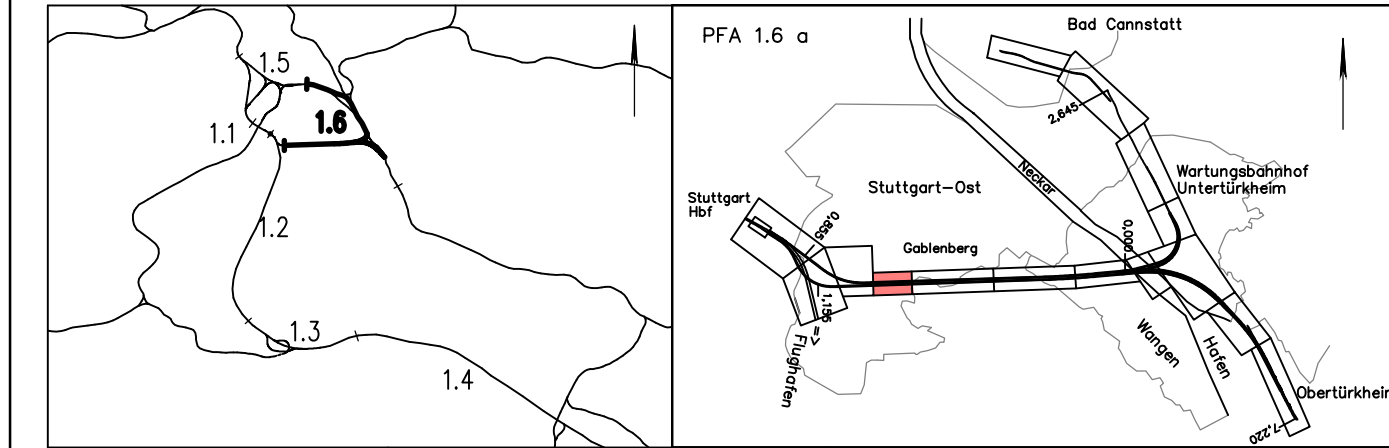 1.5
1.1
1.6
1.2
1.3
1.4
PFA 1.6 a
Bad Cannstatt
2,645
Neckar
Wartungsbahnhof
Untertürkheim
Stuttgart-Ost
Stuttgart
Hbf
0,855
Gablenberg
0,000
1,156 =>
Flughafen
Wangen
Hafen
Obertürkheim
7,220